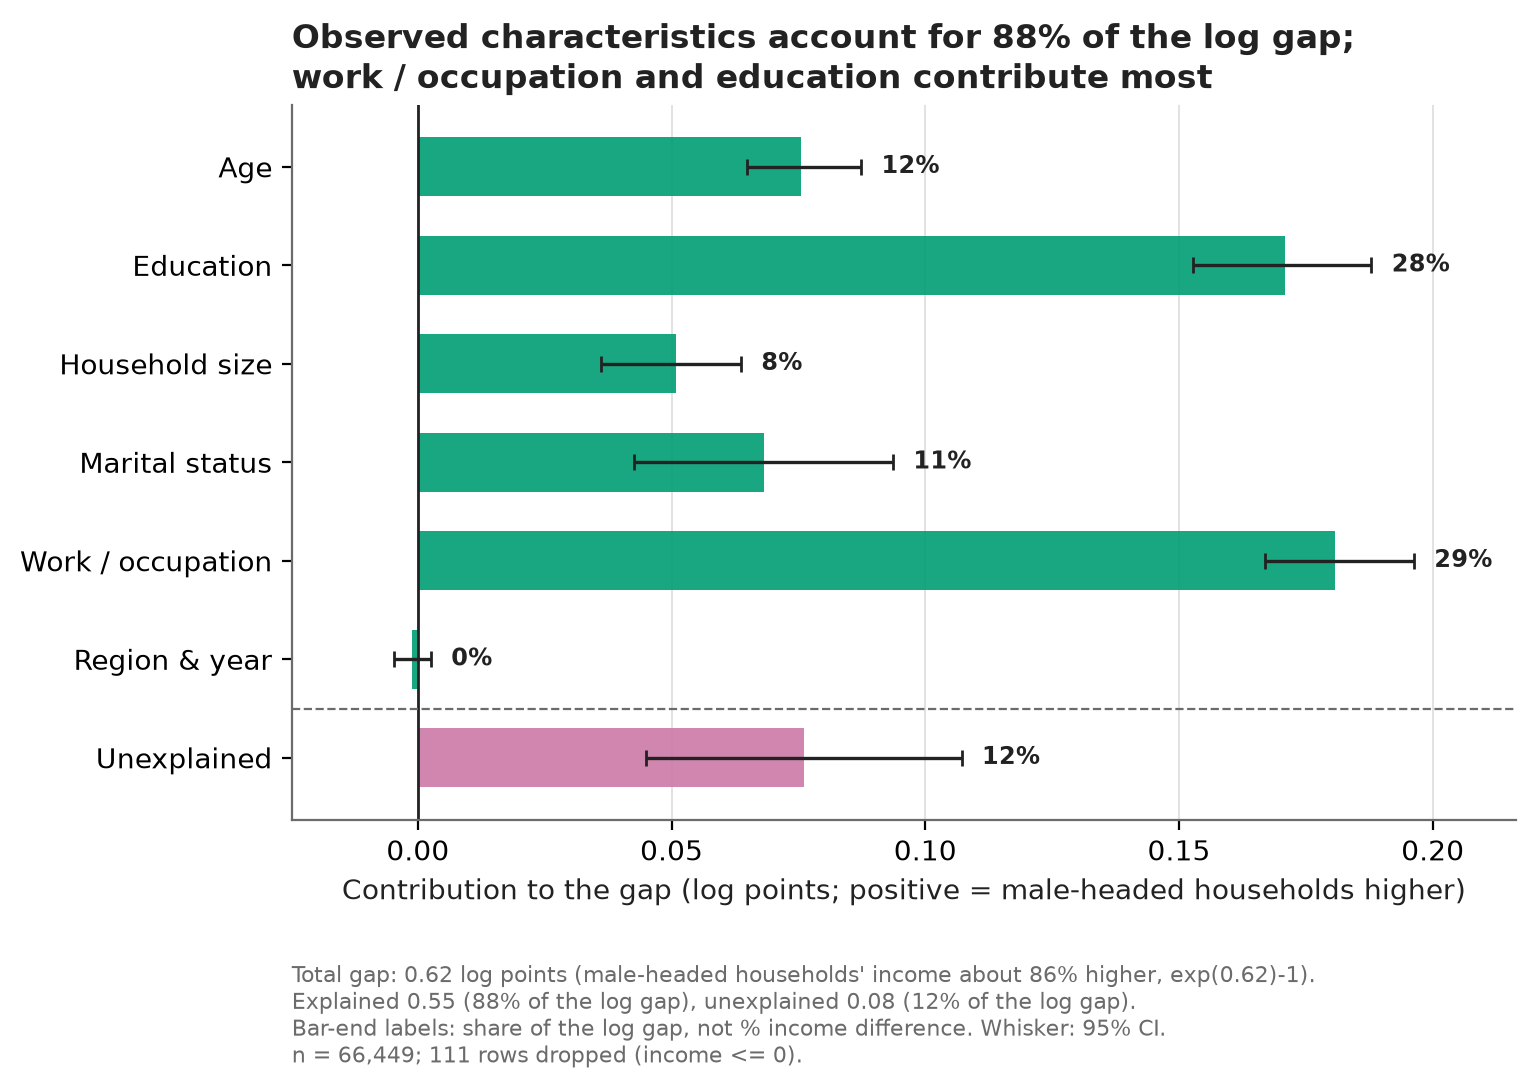 Observed characteristics account for 88% of the log gap;
work / occupation and education contribute most
Age
12%
Education
28%
Household size
8%
Marital status
11%
Work / occupation
29%
Region & year
0%
Unexplained
12%
0.00 0.05 0.10 0.15 0.20
Contribution to the gap (log points; positive = male-headed households higher)
Total gap: 0.62 log points (male-headed households' income about 86% higher, exp(0.62)-1).
Explained 0.55 (88% of the log gap), unexplained 0.08 (12% of the log gap).
Bar-end labels: share of the log gap, not % income difference. Whisker: 95% CI.
n = 66,449; 111 rows dropped (income <= 0).